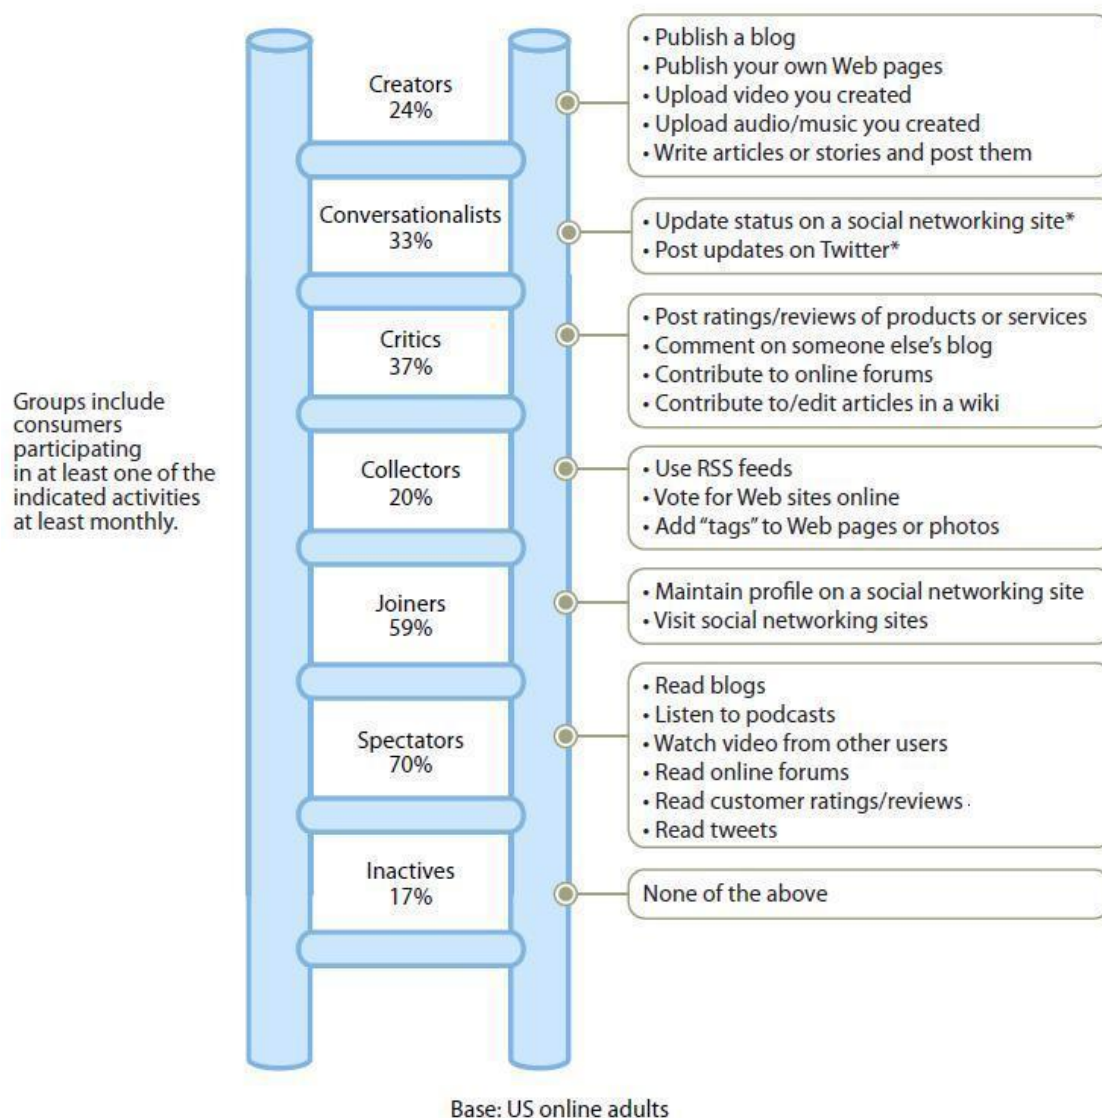 Creators
24%
• Publish a blog
• Publish your own Web pages
• Upload video you created
• Upload audio/music you created
• Write articles or stories and post them
Conversationalists
33%
• Update status on a social networking site*
• Post updates on Twitter*
Critics
37%
• Post ratings/reviews of products or services
• Comment on someone else's blog
• Contribute to online forums
• Contribute to/edit articles in a wiki
Groups include
consumers
participating
in at least one of the
indicated activities
at least monthly.
Collectors
20%
• Use RSS feeds
• Vote for Web sites online
• Add “tags” to Web pages or photos
Joiners
59%
• Maintain profile on a social networking site
• Visit social networking sites
Spectators
70%
• Read blogs
• Listen to podcasts
• Watch video from other users
• Read online forums
• Read customer ratings/reviews
• Read tweets
Inactives
17%
None of the above
Base: US online adults